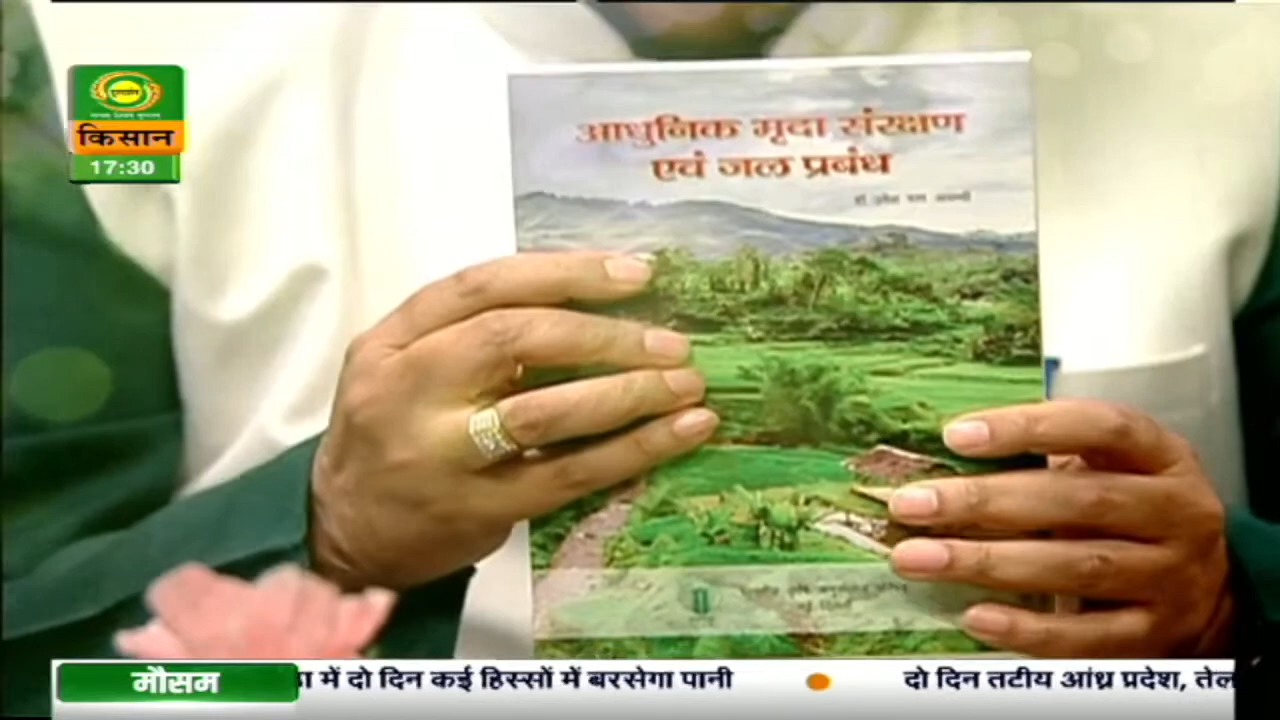 किसान
17:30
आधुनिक मृदा संरक्षण
एवं जल प्रबंध
मौसम
में दो दिन कई हिस्सों में बरसेगा पानी
दो दिन तटीय आंध्र प्रदेश,